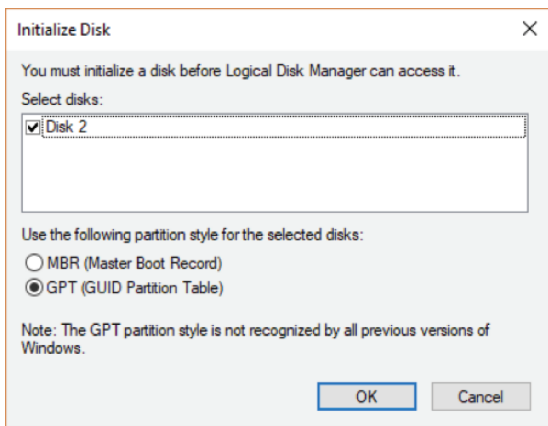 Initialize Disk
You must initialize a disk before Logical Disk Manager can access it.
Select disks:
Disk 2
Use the following partition style for the selected disks:
MBR (Master Boot Record)
GPT (GUID Partition Table)
Note: The GPT partition style is not recognized by all previous versions of
Windows.
OK Cancel